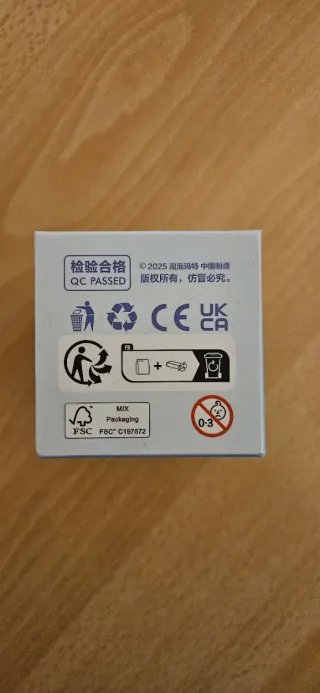 检验合格
QC PASSED
© 2025 泡泡玛特 中国制造
版权所有，仿冒必究。
CE
UK
CA
FR
+
FSC
MIX
Packaging
FSC™ C197572
0-3